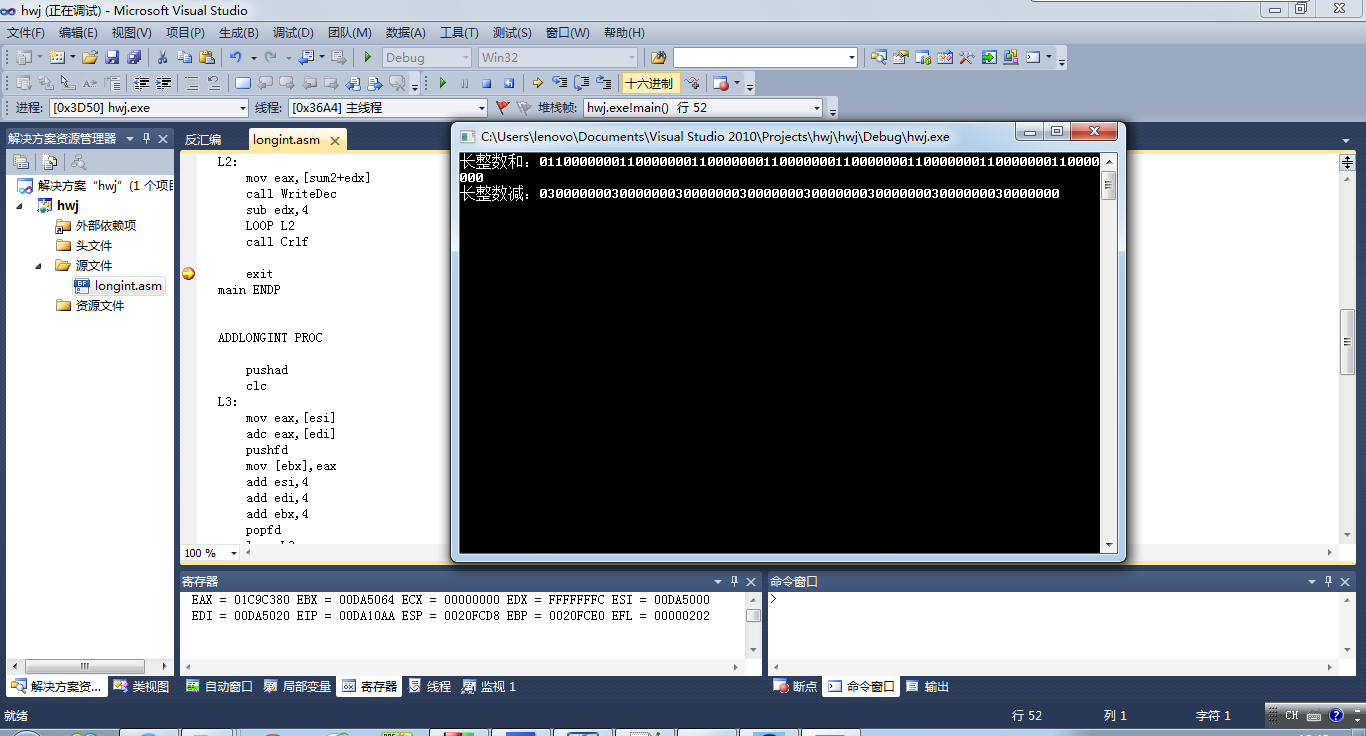 hwj (正在调试) - Microsoft Visual Studio
文件(F) 编辑(E) 视图(V) 项目(P) 生成(B) 调试(D) 团队(M) 数据(A) 工具(T) 测试(S) 窗口(W) 帮助(H)
Debug Win32
十六进制
进程: [0x3D50] hwj.exe 线程: [0x36A4] 主线程 堆栈帧: hwj.exe!main() 行 52
解决方案资源管理器
解决方案“hwj”(1 个项目
hwj
外部依赖项
头文件
源文件
longint.asm
资源文件
反汇编 longint.asm
L2:
mov eax,[sum2+edx]
call WriteDec
sub edx,4
LOOP L2
call Crlf
exit
main ENDP
ADDLONGINT PROC
pushad
clc
L3:
mov eax,[esi]
adc eax,[edi]
pushfd
mov [ebx],eax
add esi,4
add edi,4
add ebx,4
popfd
100 %
C:\Users\lenovo\Documents\Visual Studio 2010\Projects\hwj\hwj\Debug\hwj.exe
长整数和：
长整数减：
寄存器
EAX = 01C9C380 EBX = 00DA5064 ECX = 00000000 EDX = FFFFFFFC ESI = 00DA5000
EDI = 00DA5020 EIP = 00DA10AA ESP = 0020FCD8 EBP = 0020FCE0 EFL = 00000202
命令窗口
>
解决方案资... 类视图 自动窗口 局部变量 寄存器 线程 监视 1 断点 命令窗口 输出
就绪 行 52 列 1 字符 1 CH